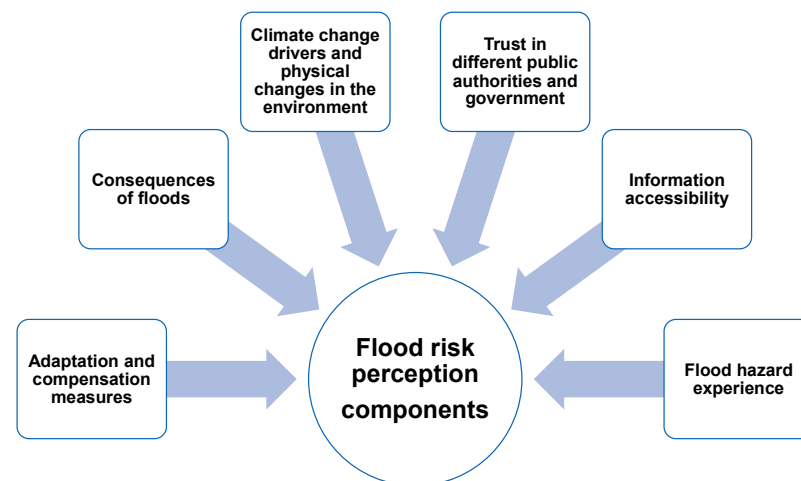 Climate change
drivers and
physical
changes in the
environment
Trust in
different public
authorities and
government
Consequences
of floods
Information
accessibility
Adaptation and
compensation
measures
Flood risk
perception
components
Flood hazard
experience